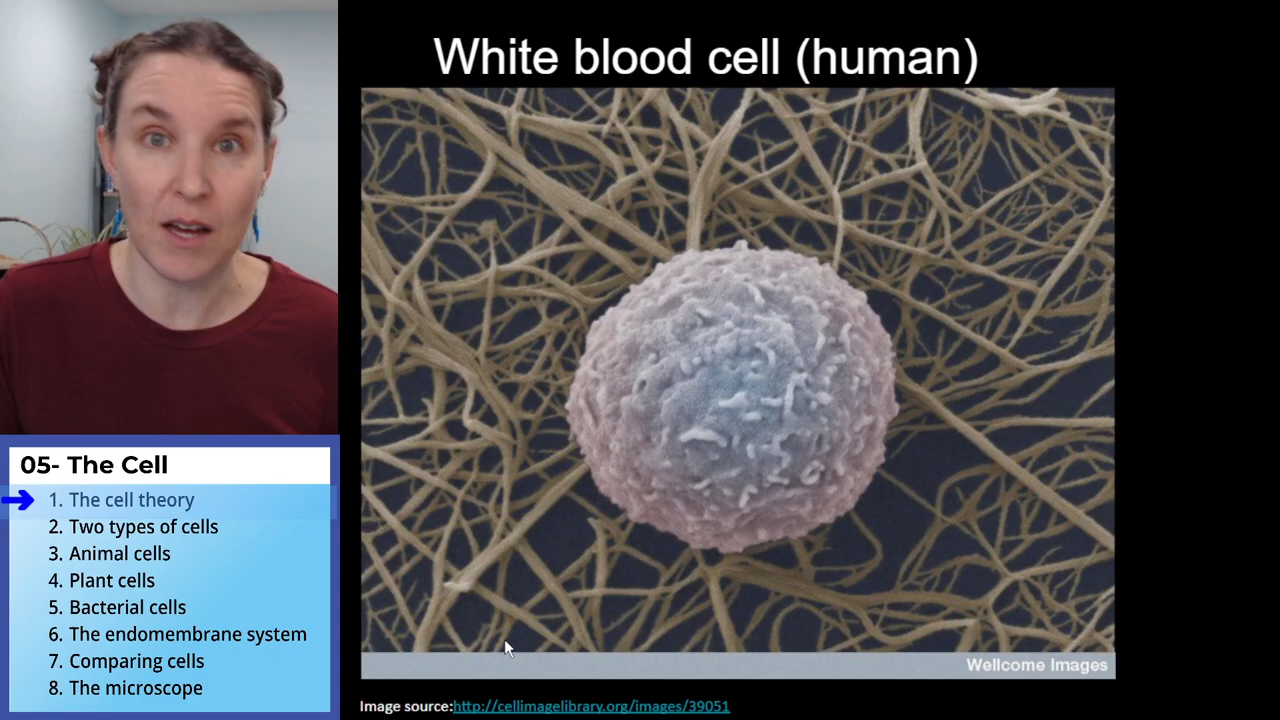 White blood cell (human)
Wellcome Images
Image source:http://cellimagelibrary.org/images/39051
05- The Cell
1. The cell theory
2. Two types of cells
3. Animal cells
4. Plant cells
5. Bacterial cells
6. The endomembrane system
7. Comparing cells
8. The microscope